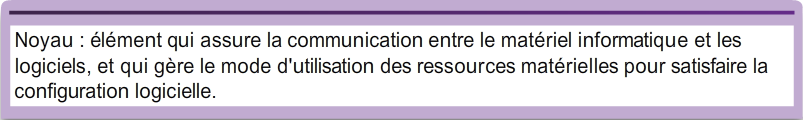 Noyau : élément qui assure la communication entre le matériel informatique et les
logiciels, et qui gère le mode d'utilisation des ressources matérielles pour satisfaire la
configuration logicielle.